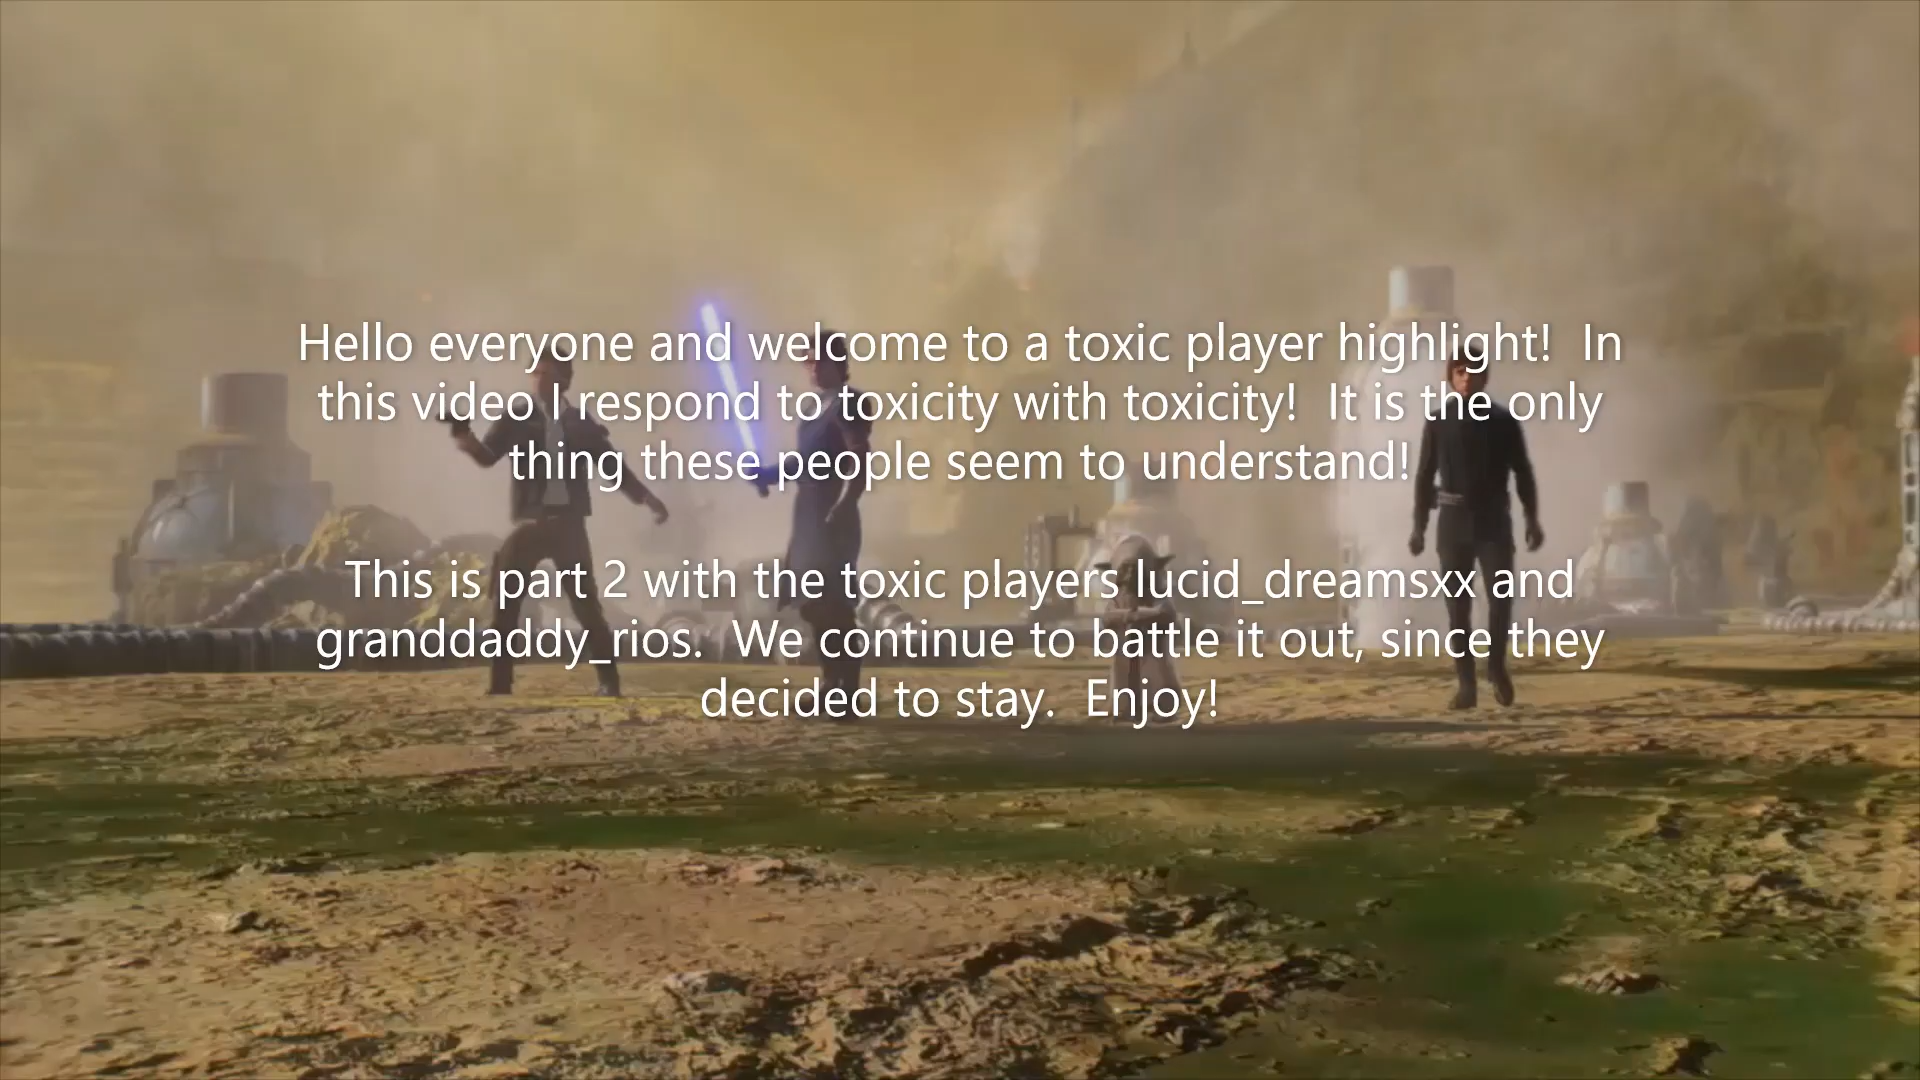 Hello everyone and welcome to a toxic player highlight!  In
this video I respond to toxicity with toxicity!  It is the only
thing these people seem to understand!
This is part 2 with the toxic players lucid_dreamsxx and
granddaddy_rios.  We continue to battle it out, since they
decided to stay.  Enjoy!